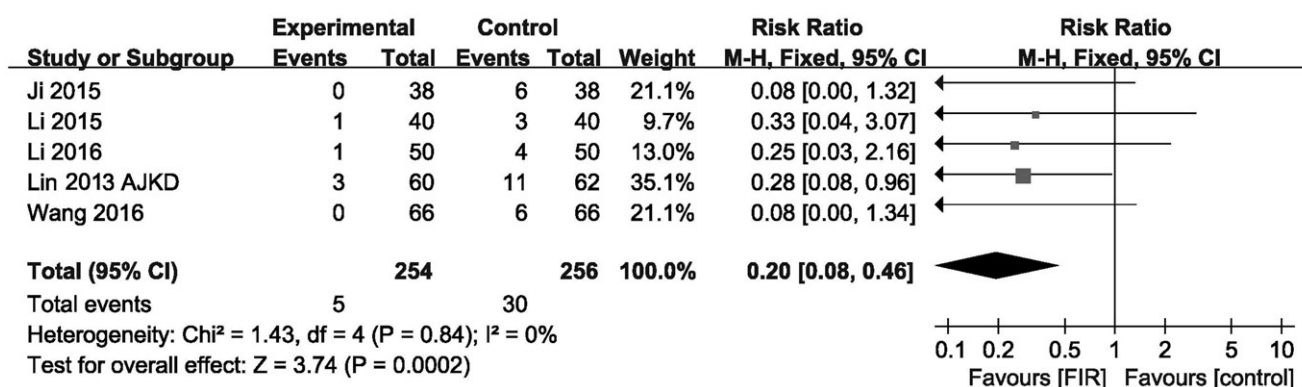 Experimental Control Risk Ratio Risk Ratio
Study or Subgroup Events Total Events Total Weight M-H, Fixed, 95% CI M-H, Fixed, 95% CI
Ji 2015 0 38 6 38 21.1% 0.08 [0.00, 1.32]
Li 2015 1 40 3 40 9.7% 0.33 [0.04, 3.07]
Li 2016 1 50 4 50 13.0% 0.25 [0.03, 2.16]
Lin 2013 AJKD 3 60 11 62 35.1% 0.28 [0.08, 0.96]
Wang 2016 0 66 6 66 21.1% 0.08 [0.00, 1.34]
Total (95% CI) 254 256 100.0% 0.20 [0.08, 0.46]
Total events 5 30
Heterogeneity: Chi² = 1.43, df = 4 (P = 0.84); I² = 0%
Test for overall effect: Z = 3.74 (P = 0.0002)
0.1 0.2 0.5 1 2 5 10
Favours [FIR] Favours [control]